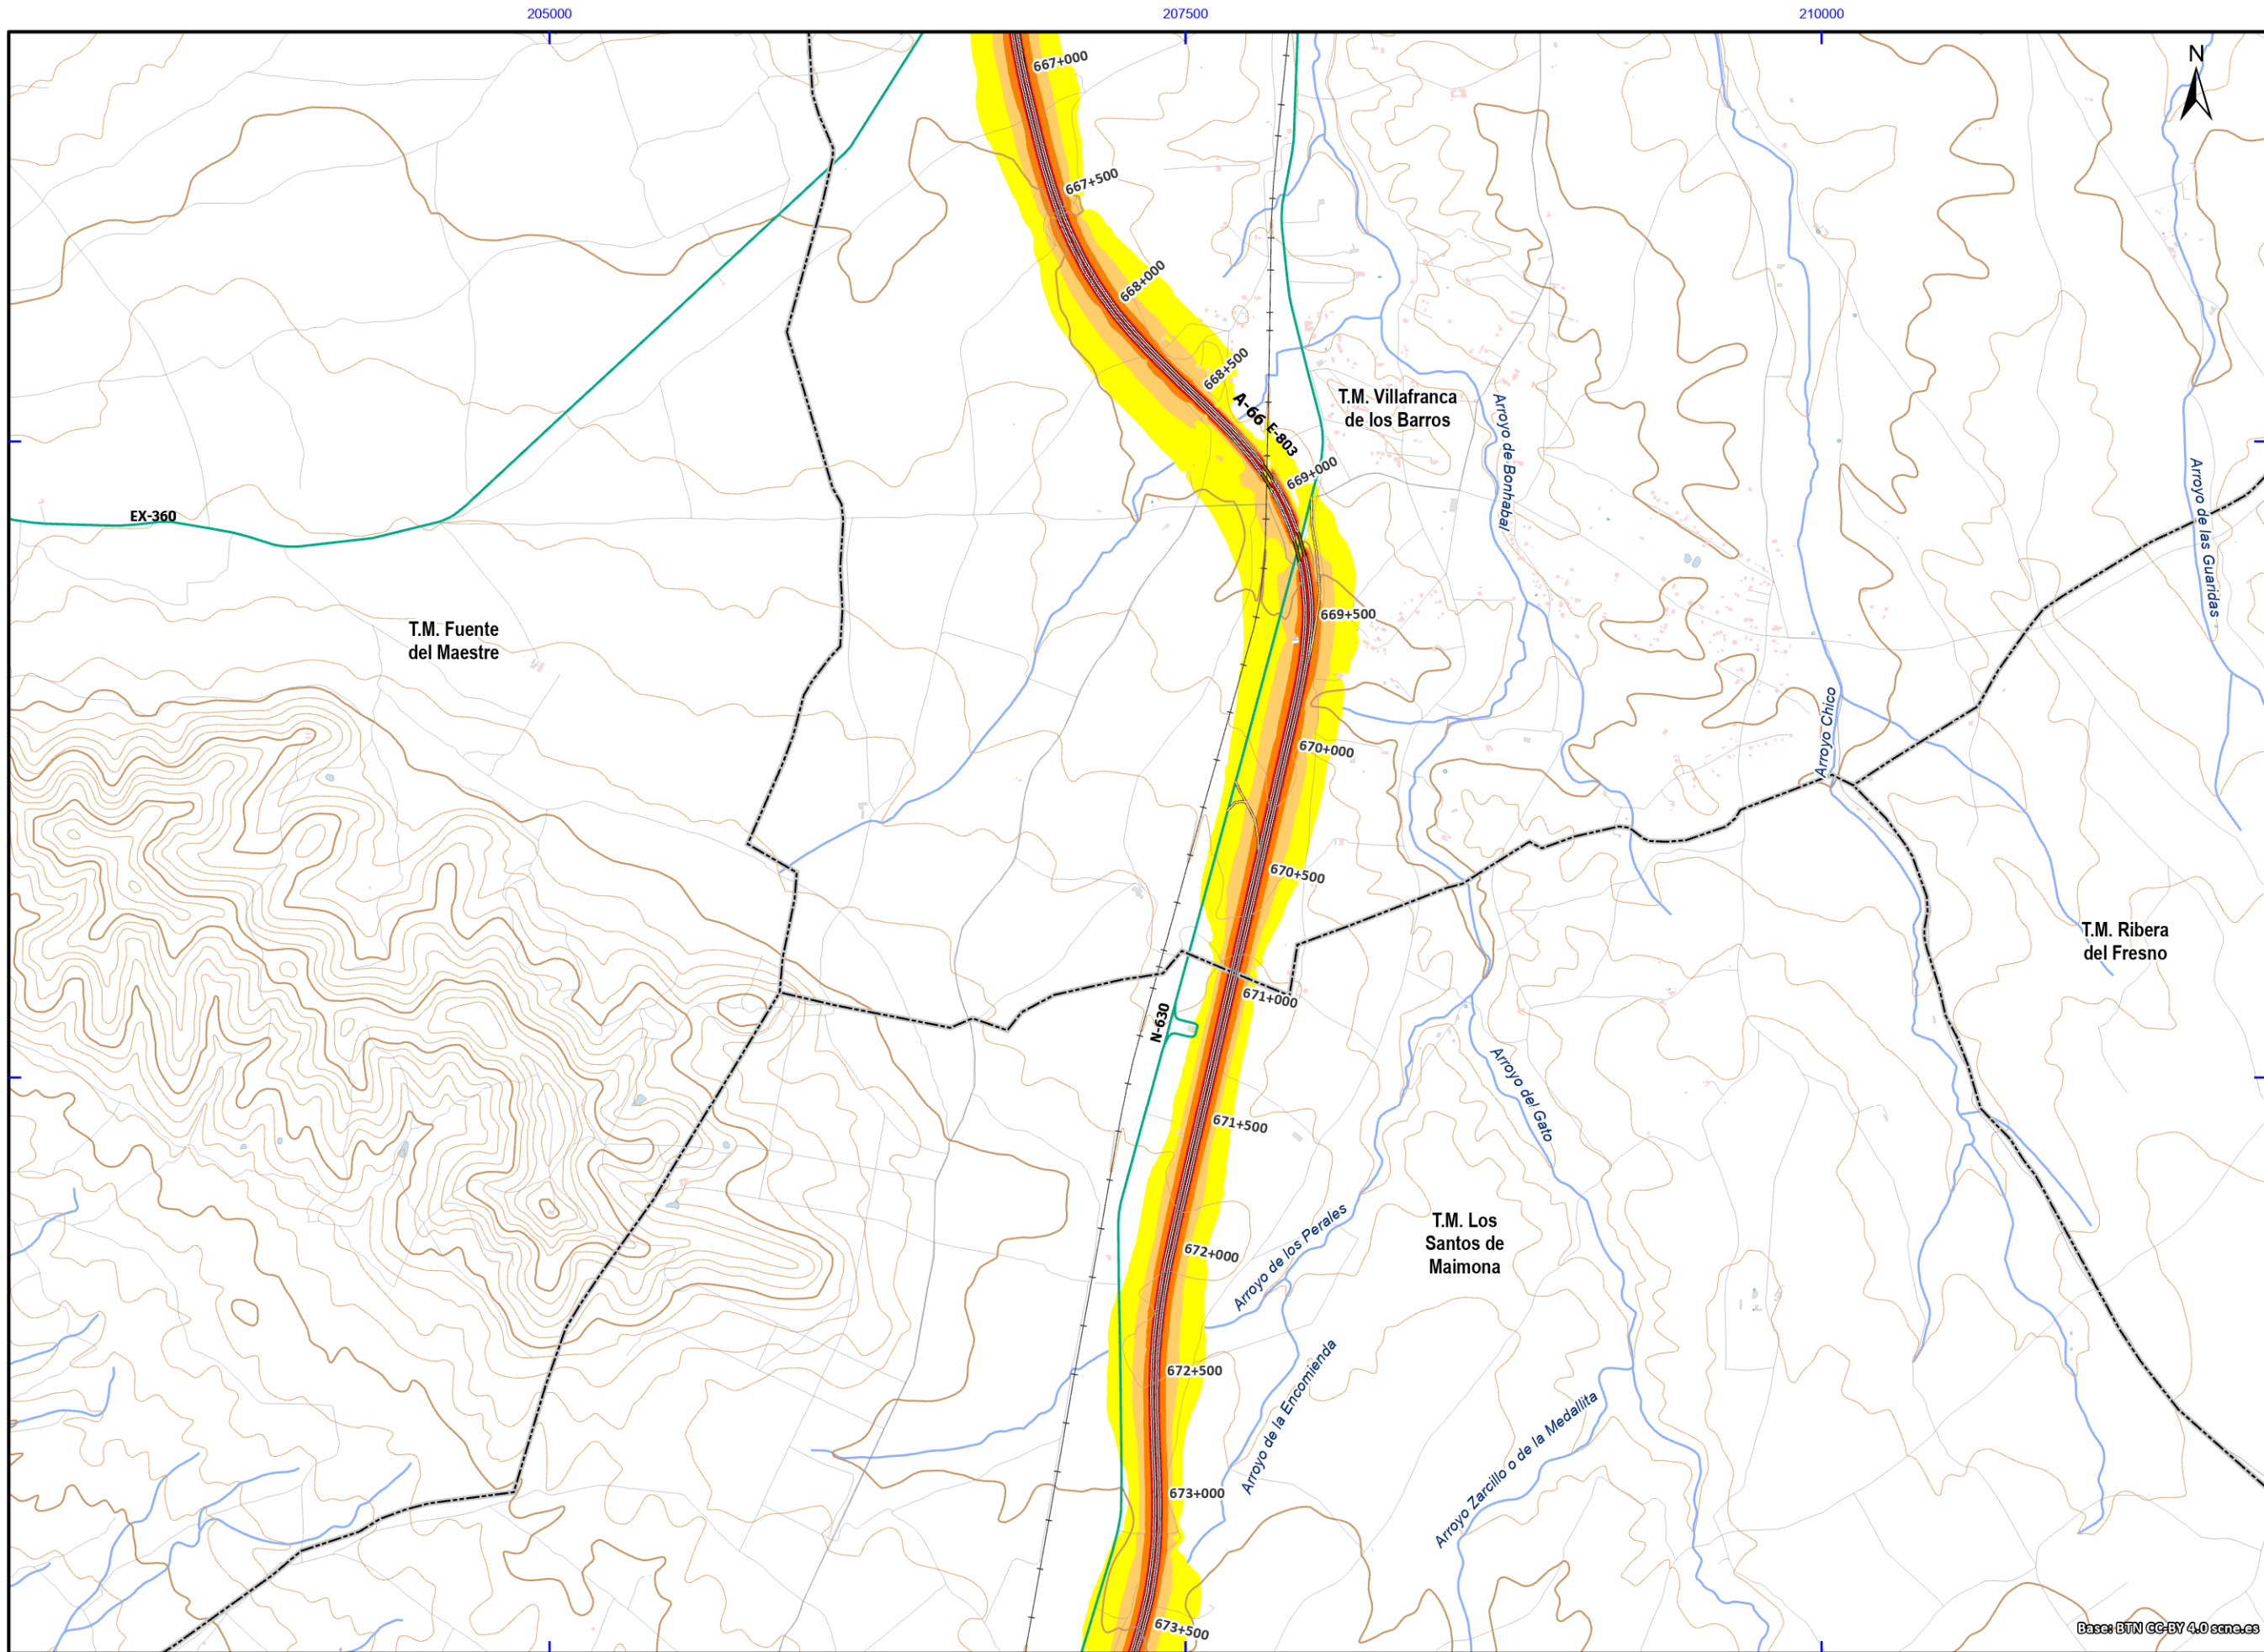 205000
207500
210000
N
667+000
667+500
668+000
668+500
A-66 E-803
T.M. Villafranca
de los Barros
669+000
Arroyo de Bonhabal
Arroyo de las Guaridas
EX-360
669+500
T.M. Fuente
del Maestre
670+000
Arroyo Chico
670+500
T.M. Ribera
del Fresno
671+000
N-630
Arroyo del Gato
671+500
T.M. Los
Santos de
Maimona
672+000
Arroyo de los Perales
672+500
Arroyo de la Encomienda
Arroyo Zarcillo o de la Medallita
673+000
673+500
Base: BTN CC-BY 4.0 scne.es